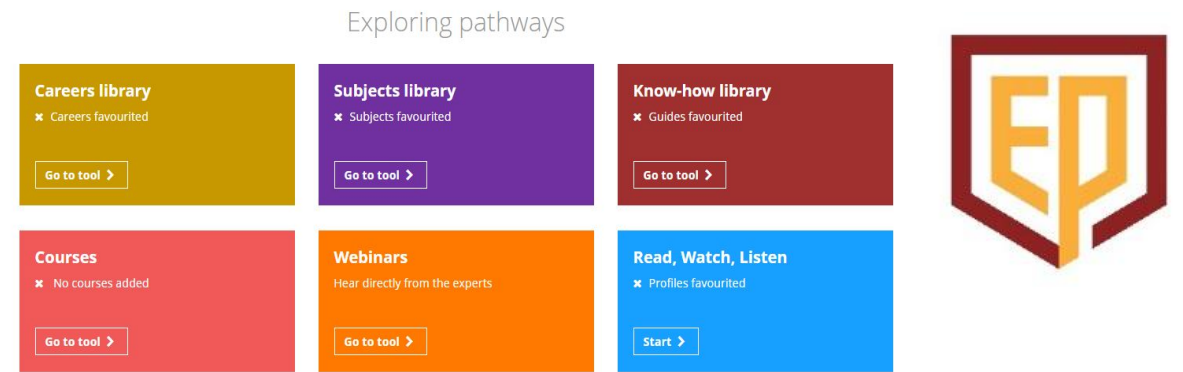 Exploring pathways
Careers library
✖ Careers favourited
Go to tool ❯
Subjects library
✖ Subjects favourited
Go to tool ❯
Know-how library
✖ Guides favourited
Go to tool ❯
Courses
✖ No courses added
Go to tool ❯
Webinars
Hear directly from the experts
Go to tool ❯
Read, Watch, Listen
✖ Profiles favourited
Start ❯
EP